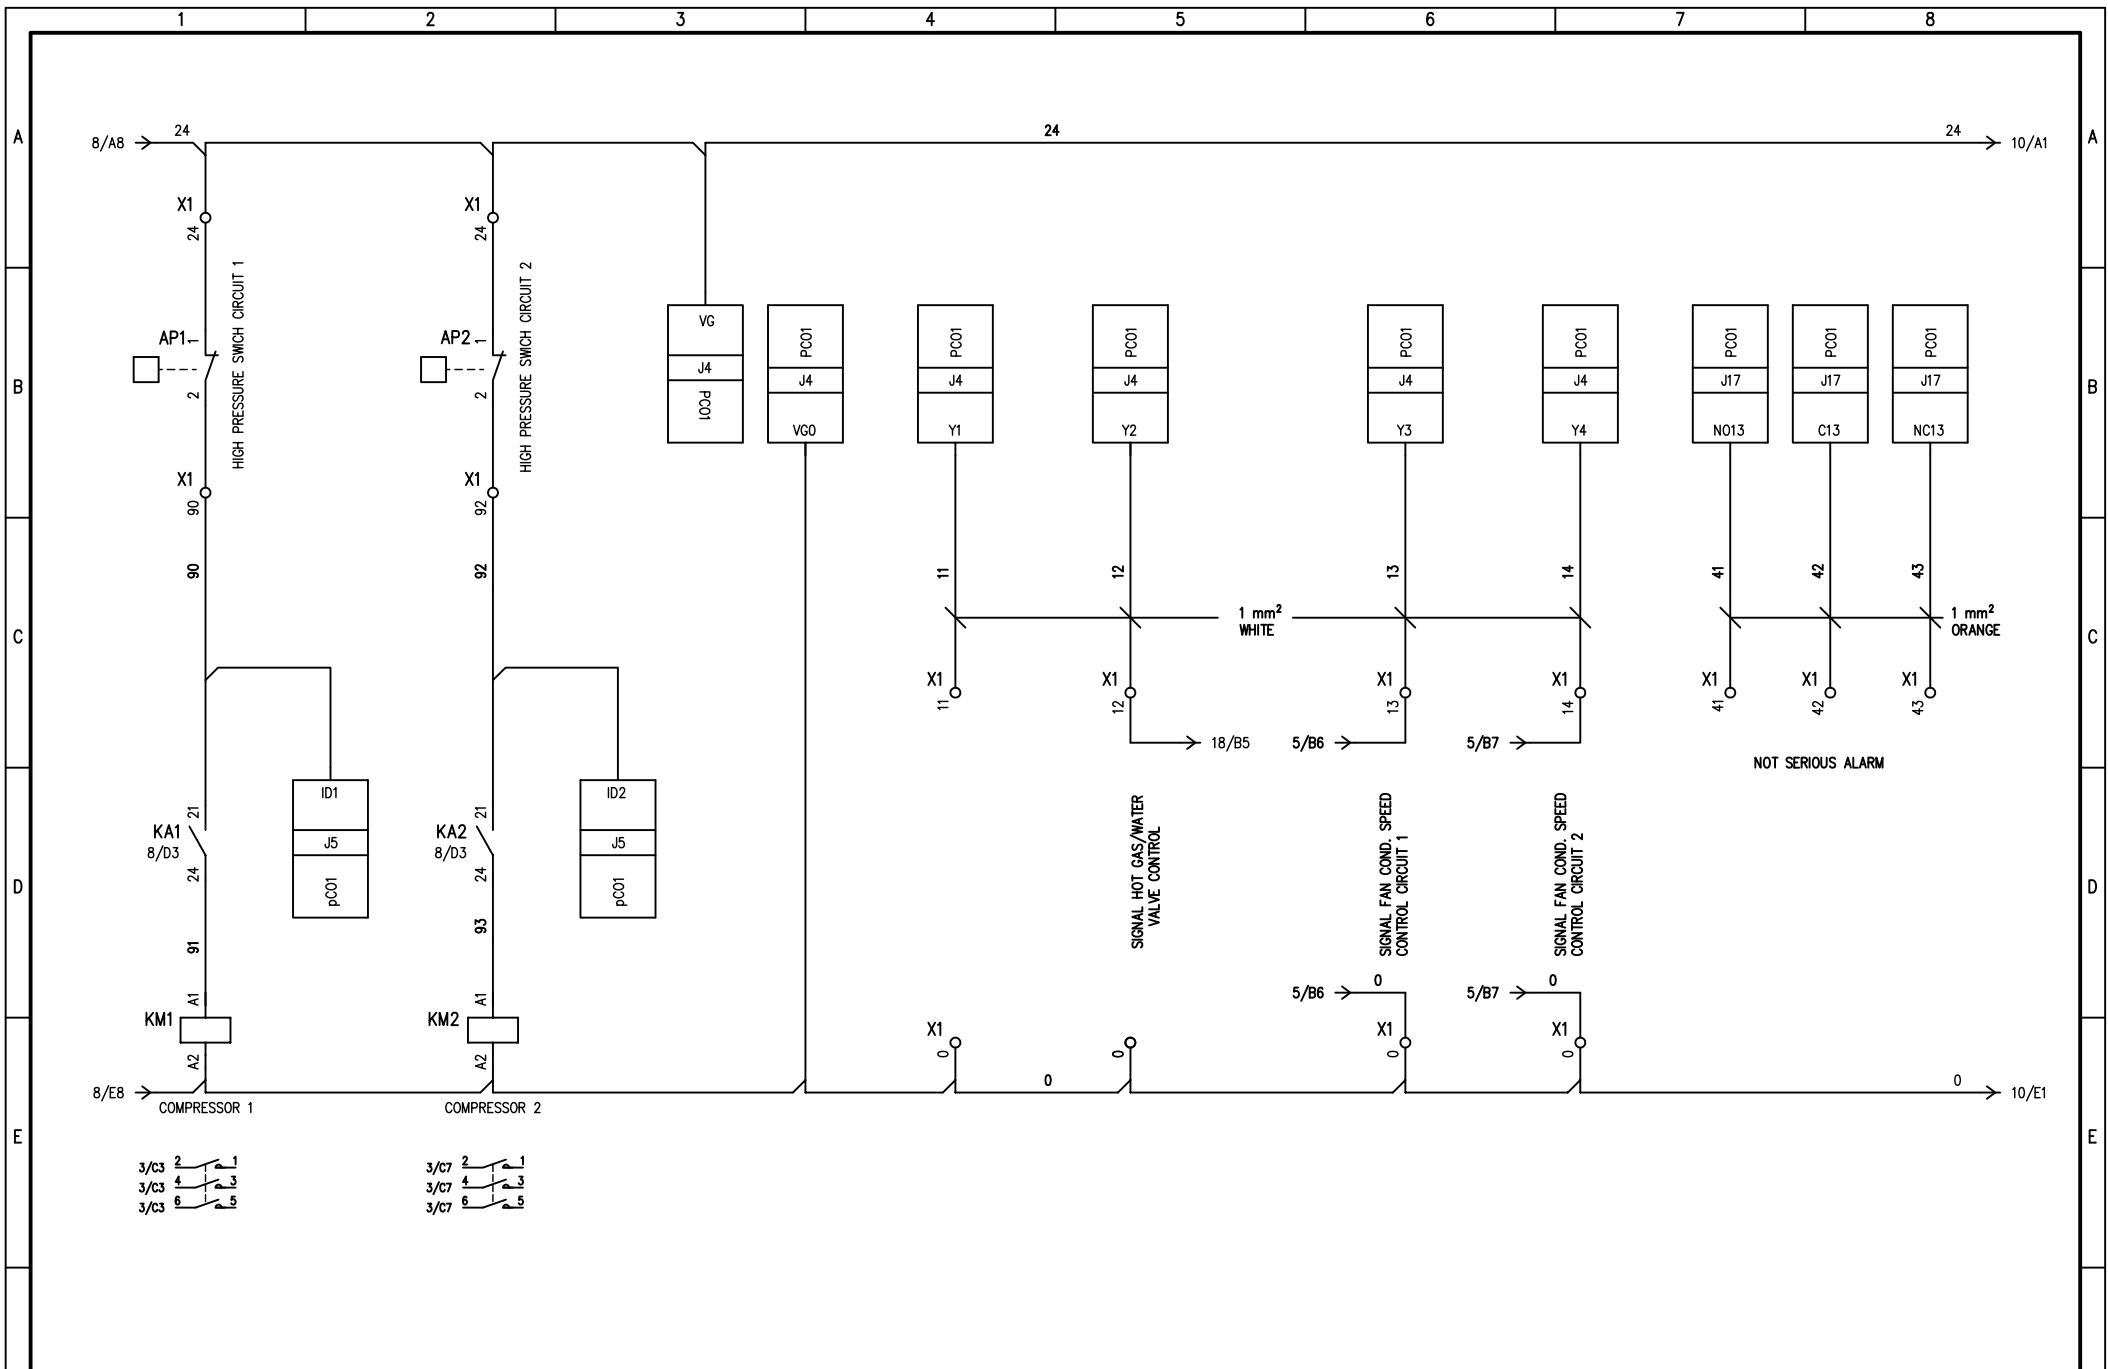 1 2 3 4 5 6 7 8
A A
8/A8 24 24 24 10/A1
X1 X1
24 24
HIGH PRESSURE SWICH CIRCUIT 1
HIGH PRESSURE SWICH CIRCUIT 2
B B
AP1 1 2
AP2 1 2
VG J4 PCO1
PCO1 J4 VG0
PCO1 J4 Y1
PCO1 J4 Y2
PCO1 J4 Y3
PCO1 J4 Y4
PCO1 J17 NO13
PCO1 J17 C13
PCO1 J17 NC13
X1 X1
90 92
90 92 11 12 13 14 41 42 43
C C
1 mm²
WHITE
1 mm²
ORANGE
X1 X1 X1 X1 X1 X1 X1
11 12 13 14 41 42 43
18/B5 5/B6 5/B7
NOT SERIOUS ALARM
D D
KA1
8/D3
21
24
ID1
J5
pCO1
KA2
8/D3
21
24
ID2
J5
pCO1
SIGNAL HOT GAS/WATER
VALVE CONTROL
SIGNAL FAN COND. SPEED
CONTROL CIRCUIT 1
SIGNAL FAN COND. SPEED
CONTROL CIRCUIT 2
91 93
5/B6 0 5/B7 0
A1 A1
KM1 KM2
A2 A2
X1 X1 X1
0 0 0 0
8/E8 0 0 10/E1
COMPRESSOR 1 COMPRESSOR 2
E E
3/C3 2 1 3/C7 2 1
3/C3 4 3 3/C7 4 3
3/C3 6 5 3/C7 6 5